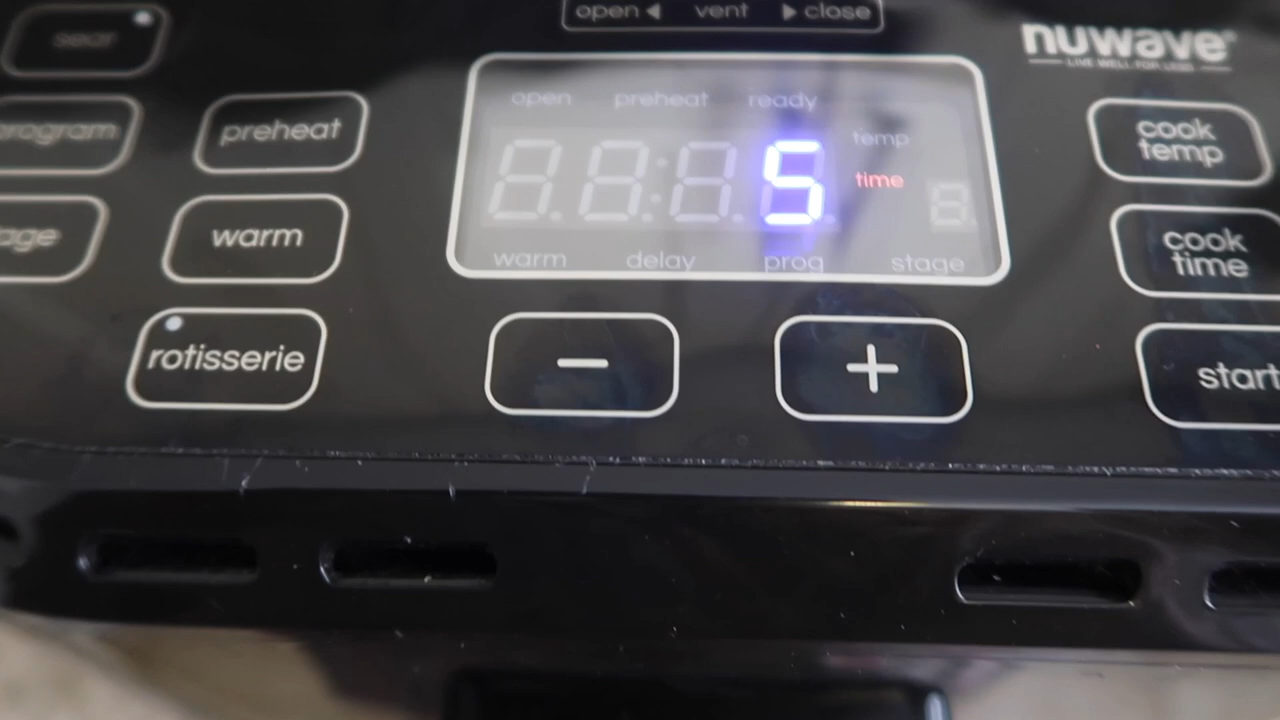 open vent close
nuwave
LIVE WELL FOR LESS
sear
open preheat ready
program preheat
temp
cook
temp
5
time
age warm
cook
time
warm delay prog stage
rotisserie
− +
start